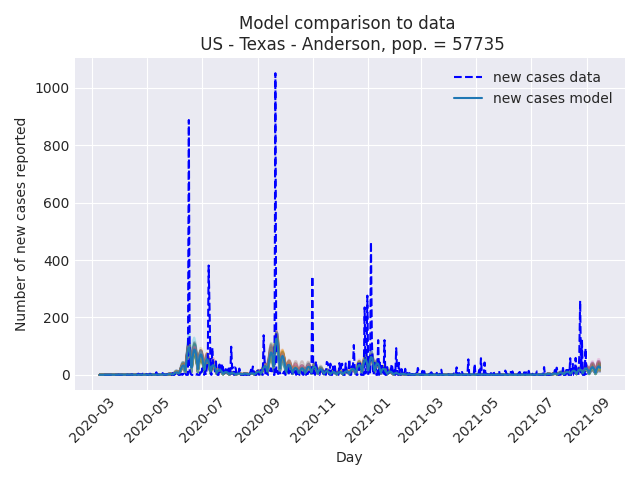 Model comparison to data
US - Texas - Anderson, pop. = 57735
new cases data
new cases model
Number of new cases reported
1000
800
600
400
200
0
2020-03
2020-05
2020-07
2020-09
2020-11
2021-01
2021-03
2021-05
2021-07
2021-09
Day